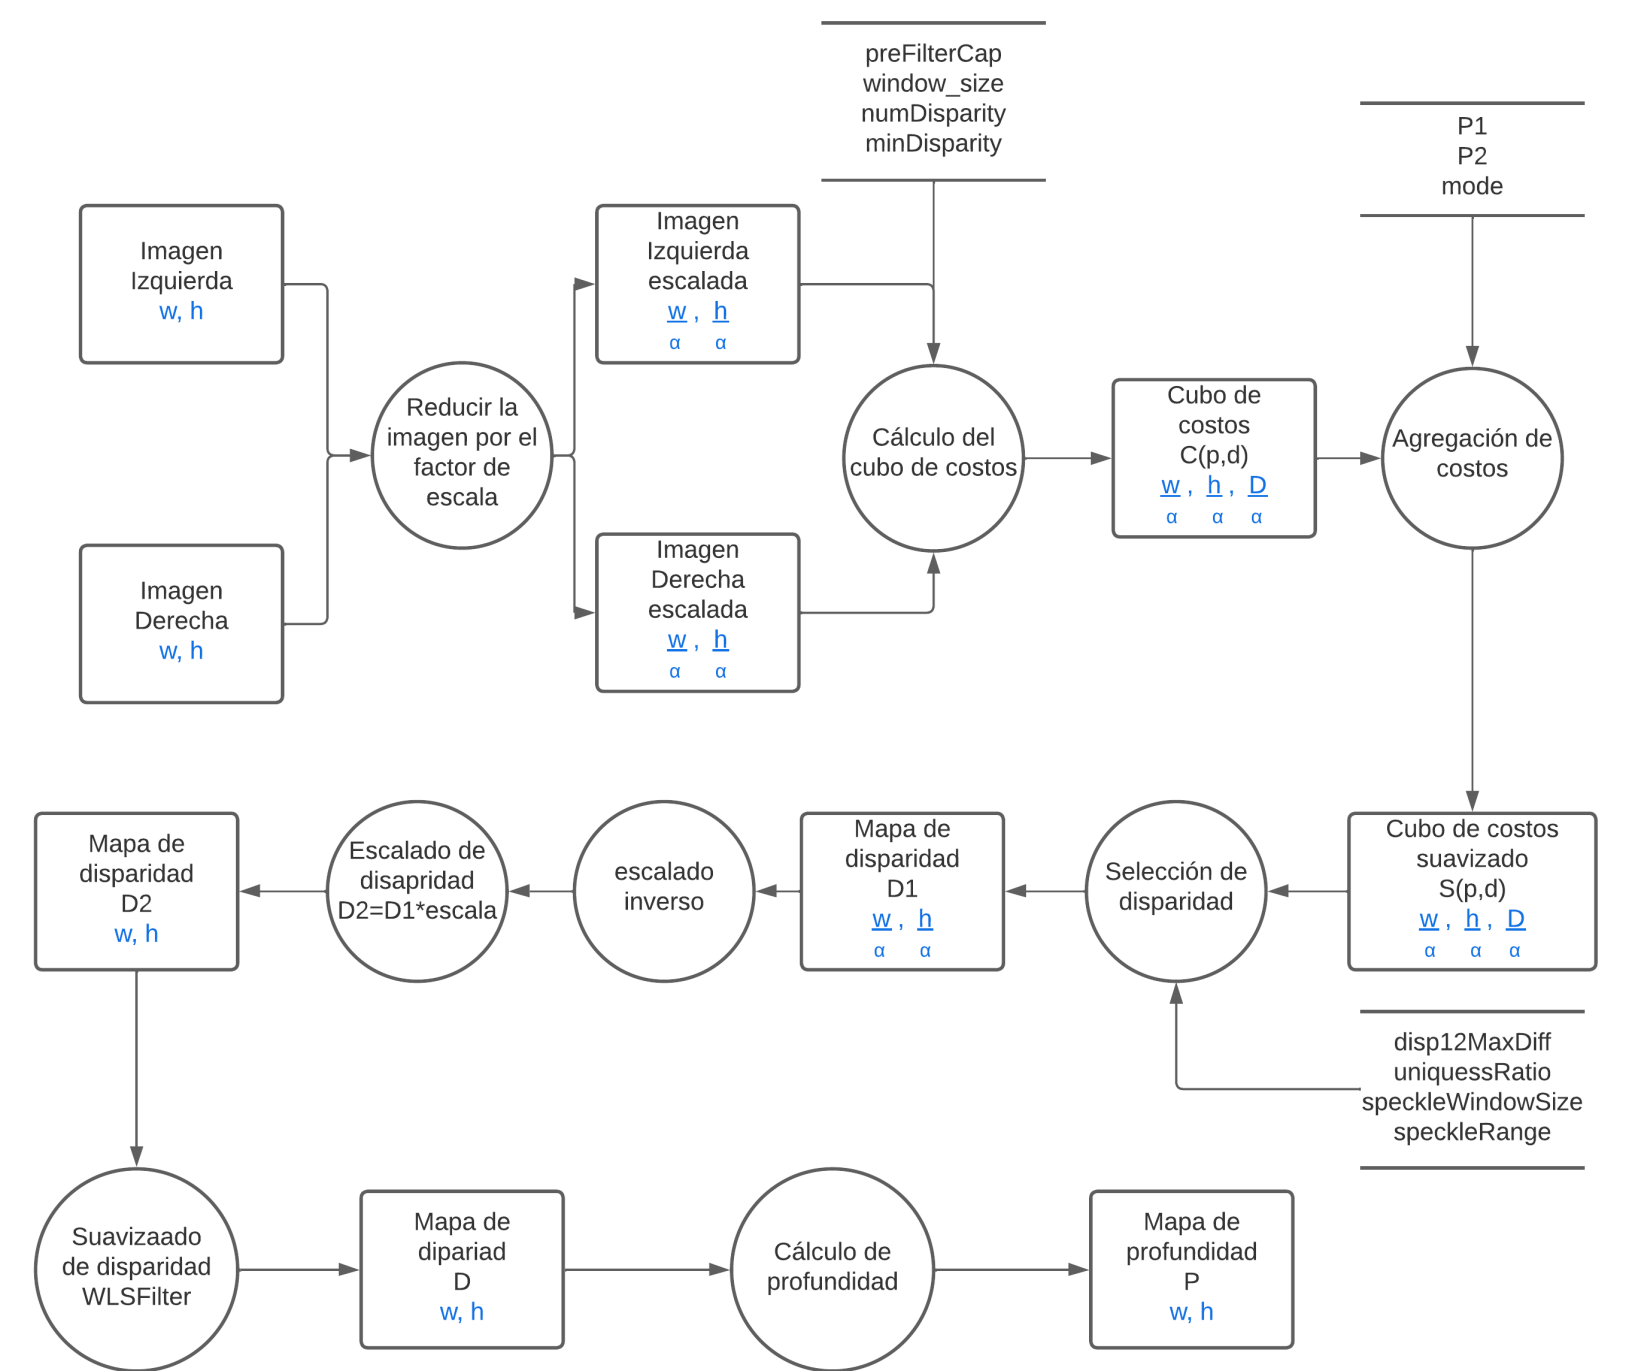 preFilterCap
window_size
numDisparity
minDisparity
P1
P2
mode
Imagen
Izquierda
w, h
Imagen
Derecha
w, h
Reducir la
imagen por el
factor de
escala
Imagen
Izquierda
escalada
w , h
α α
Imagen
Derecha
escalada
w , h
α α
Cálculo del
cubo de costos
Cubo de
costos
C(p,d)
w , h , D
α α α
Agregación de
costos
Cubo de costos
suavizado
S(p,d)
w , h , D
α α α
disp12MaxDiff
uniquessRatio
speckleWindowSize
speckleRange
Selección de
disparidad
Mapa de
disparidad
D1
w , h
α α
escalado
inverso
Escalado de
disapridad
D2=D1*escala
Mapa de
disparidad
D2
w, h
Suavizaado
de disparidad
WLSFilter
Mapa de
dipariad
D
w, h
Cálculo de
profundidad
Mapa de
profundidad
P
w, h